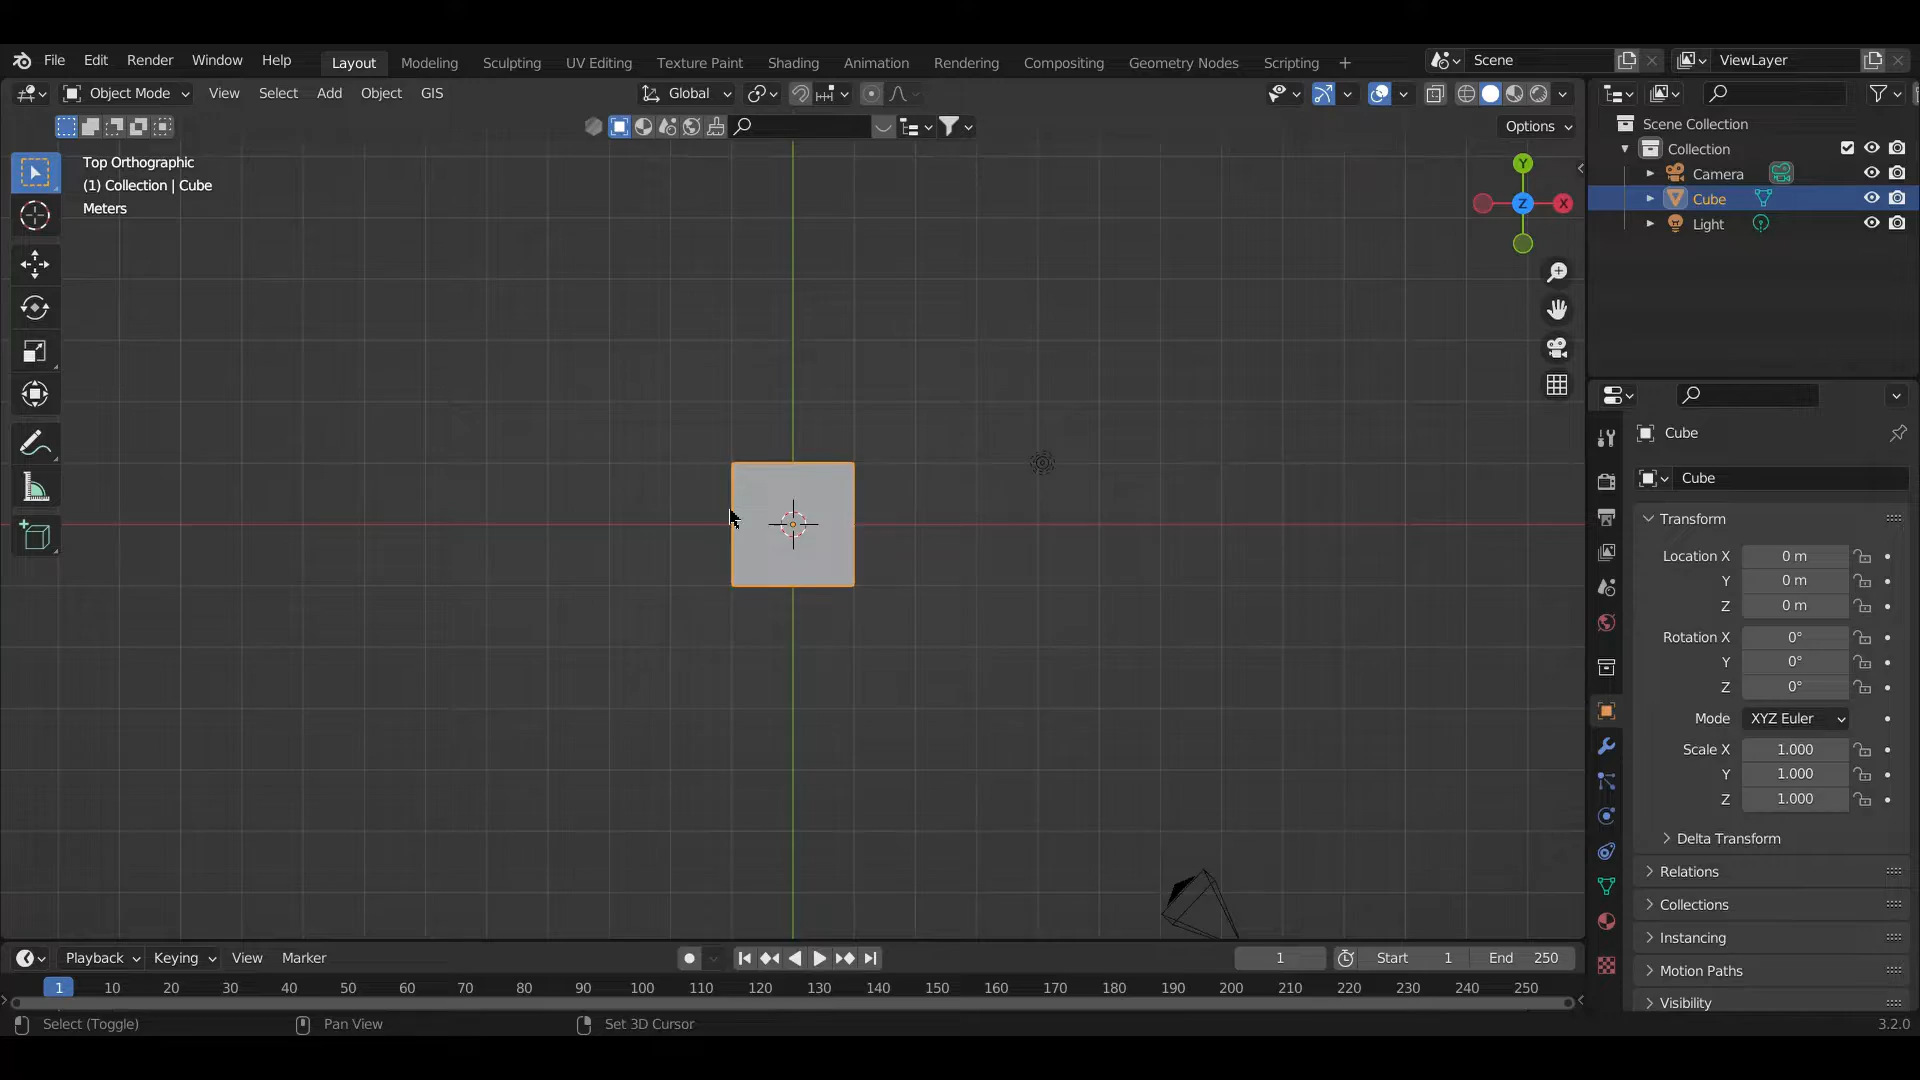 File Edit Render Window Help Layout Modeling Sculpting UV Editing Texture Paint Shading Animation Rendering Compositing Geometry Nodes Scripting + Scene ViewLayer
Object Mode View Select Add Object GIS Global
Options
Top Orthographic
(1) Collection | Cube
Meters
Y
Z X
Scene Collection
Collection
Camera
Cube
Light
Cube
Cube
Transform
Location X 0 m
Y 0 m
Z 0 m
Rotation X 0°
Y 0°
Z 0°
Mode XYZ Euler
Scale X 1.000
Y 1.000
Z 1.000
Delta Transform
Relations
Collections
Instancing
Motion Paths
Visibility
Playback Keying View Marker 1 Start 1 End 250
1 10 20 30 40 50 60 70 80 90 100 110 120 130 140 150 160 170 180 190 200 210 220 230 240 250
Select (Toggle) Pan View Set 3D Cursor 3.2.0